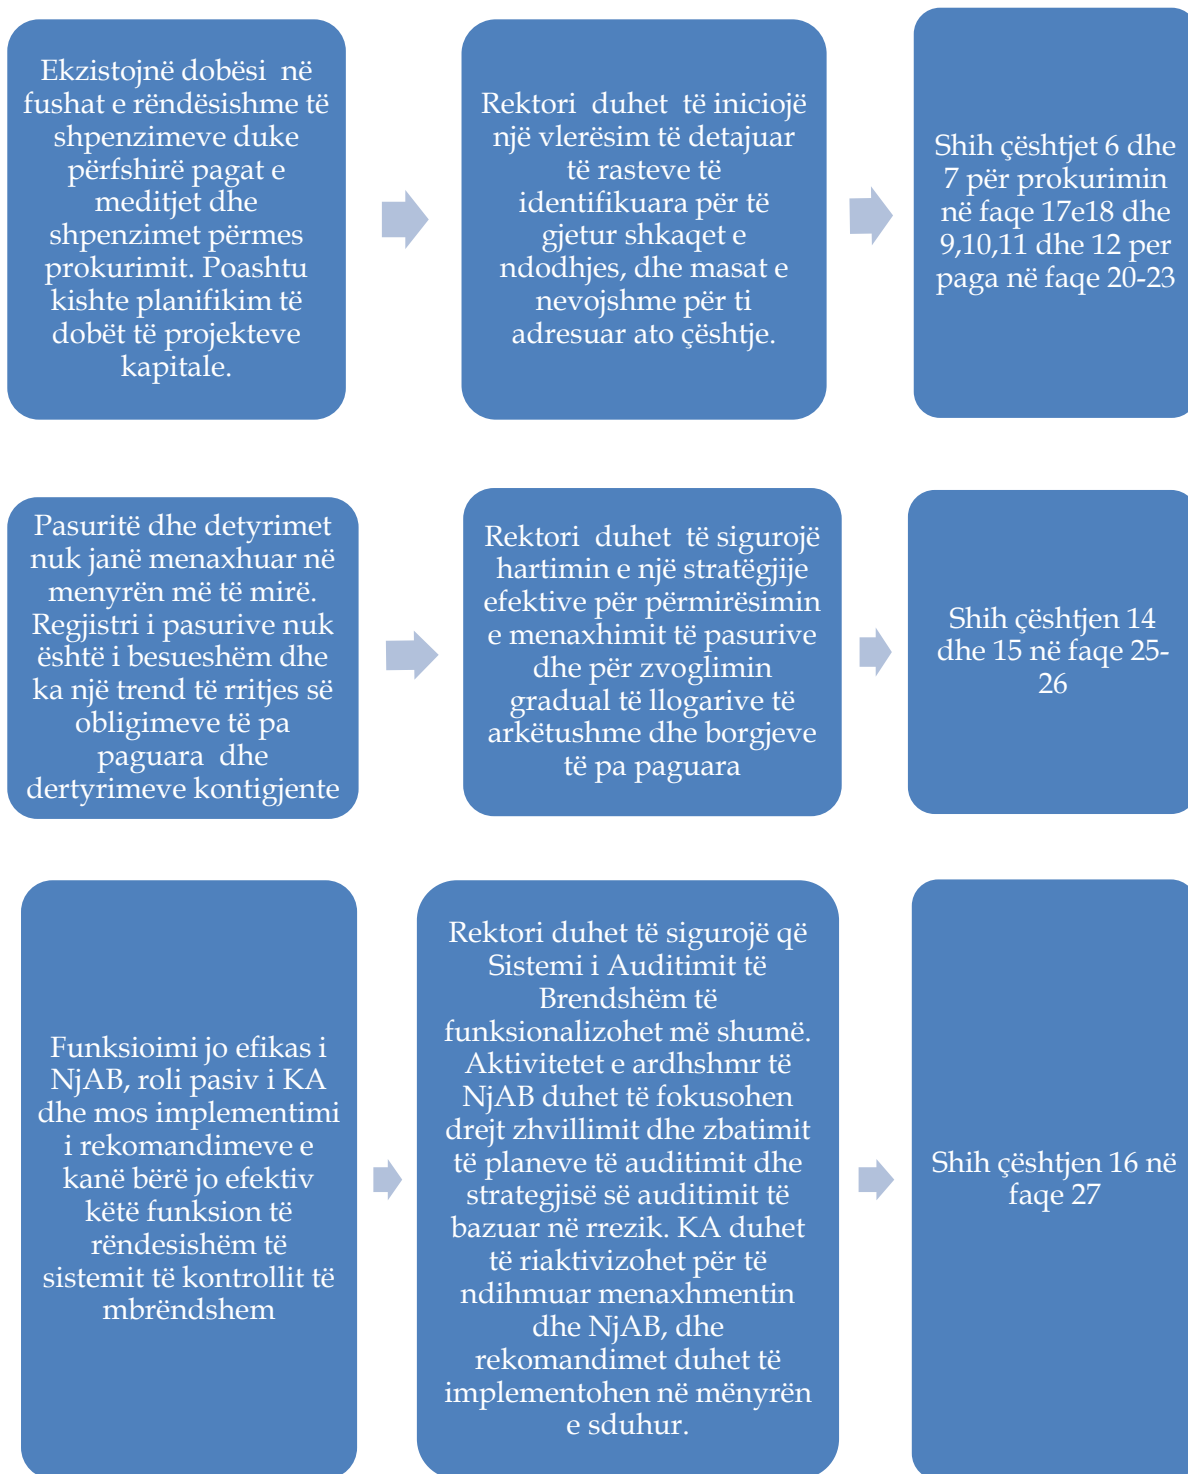 Ekzistojnë dobësi në
fushat e rëndësishme të
shpenzimeve duke
përfshirë pagat e
meditjet dhe
shpenzimet përmes
prokurimit. Poashtu
kishte planifikim të
dobët të projekteve
kapitale.
Rektori duhet të iniciojë
një vlerësim të detajuar
të rasteve të
identifikuara për të
gjetur shkaqet e
ndodhjes, dhe masat e
nevojshme për ti
adresuar ato çështje.
Shih çështjet 6 dhe
7 për prokurimin
në faqe 17e18 dhe
9,10,11 dhe 12 per
paga në faqe 20-23
Pasuritë dhe detyrimet
nuk janë menaxhuar në
menyrën më të mirë.
Regjistri i pasurive nuk
është i besueshëm dhe
ka një trend të rritjes së
obligimeve të pa
paguara dhe
dertyrimeve kontigjente
Rektori duhet të sigurojë
hartimin e një stratëgjije
efektive për përmirësimin
e menaxhimit të pasurive
dhe për zvoglimin
gradual të llogarive të
arkëtushme dhe borgjeve
të pa paguara
Shih çështjen 14
dhe 15 në faqe 25-
26
Funksioimi jo efikas i
NjAB, roli pasiv i KA
dhe mos implementimi
i rekomandimeve e
kanë bërë jo efektiv
këtë funksion të
rëndesishëm të
sistemit të kontrollit të
mbrëndshem
Rektori duhet të sigurojë që
Sistemi i Auditimit të
Brendshëm të
funksionalizohet më shumë.
Aktivitetet e ardhshmr të
NjAB duhet të fokusohen
drejt zhvillimit dhe zbatimit
të planeve të auditimit dhe
strategjisë së auditimit të
bazuar në rrezik. KA duhet
të riaktivizohet për të
ndihmuar menaxhmentin
dhe NjAB, dhe
rekomandimet duhet të
implementohen në mënyrën
e sduhur.
Shih çështjen 16 në
faqe 27